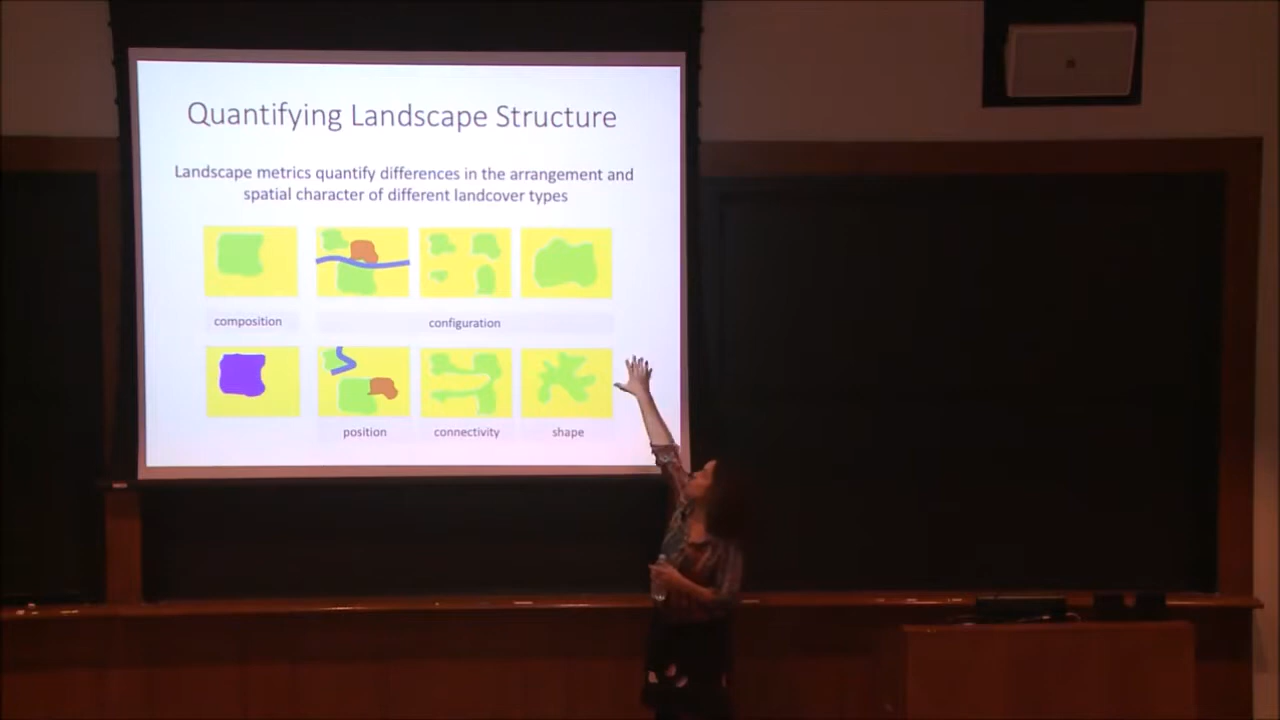 Quantifying Landscape Structure
Landscape metrics quantify differences in the arrangement and
spatial character of different landcover types
composition
configuration
position
connectivity
shape